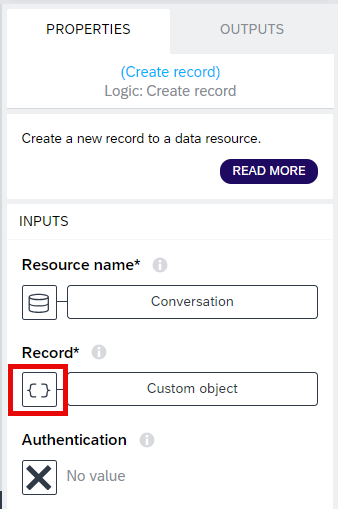 PROPERTIES
OUTPUTS
(Create record)
Logic: Create record
Create a new record to a data resource.
READ MORE
INPUTS
Resource name*
Conversation
Record*
Custom object
Authentication
No value